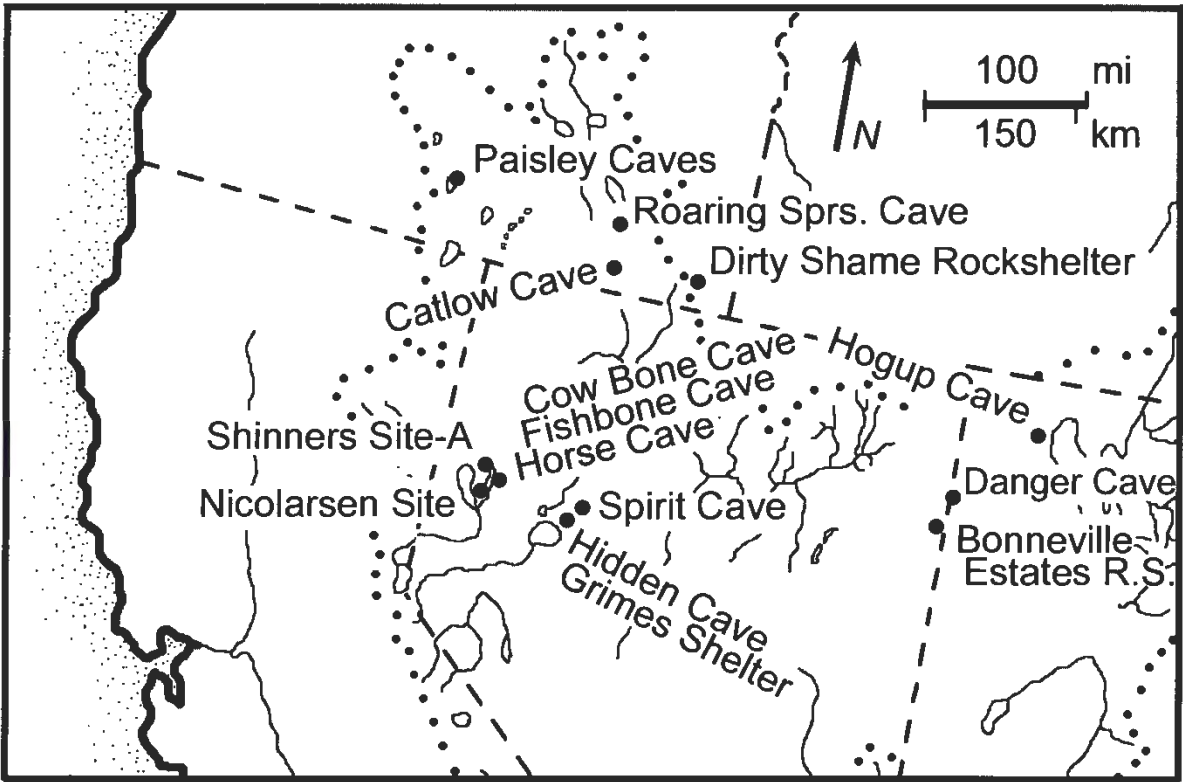 100 mi
N
150 km
Paisley Caves
Roaring Sprs. Cave
Dirty Shame Rockshelter
Catlow Cave
Cow Bone Cave
Fishbone Cave
Horse Cave
Hogup Cave
Shinners Site-A
Nicolarsen Site
Spirit Cave
Danger Cave
Bonneville
Estates R.S.
Hidden Cave
Grimes Shelter